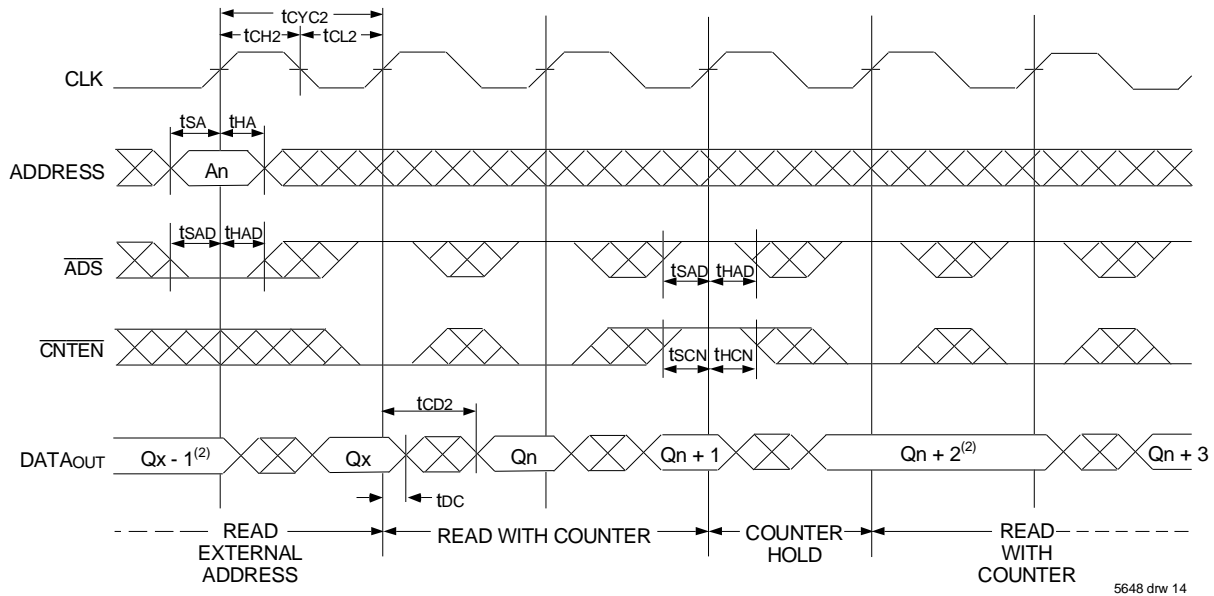 tCYC2
tCH2 tCL2
CLK
tSA tHA
ADDRESS An
tSAD tHAD
ADS
tSAD tHAD
CNTEN
tSCN tHCN
tCD2
DATAOUT Qx - 1(2) Qx Qn Qn + 1 Qn + 2(2) Qn + 3
tDC
READ EXTERNAL ADDRESS
READ WITH COUNTER
COUNTER HOLD
READ WITH COUNTER
5648 drw 14